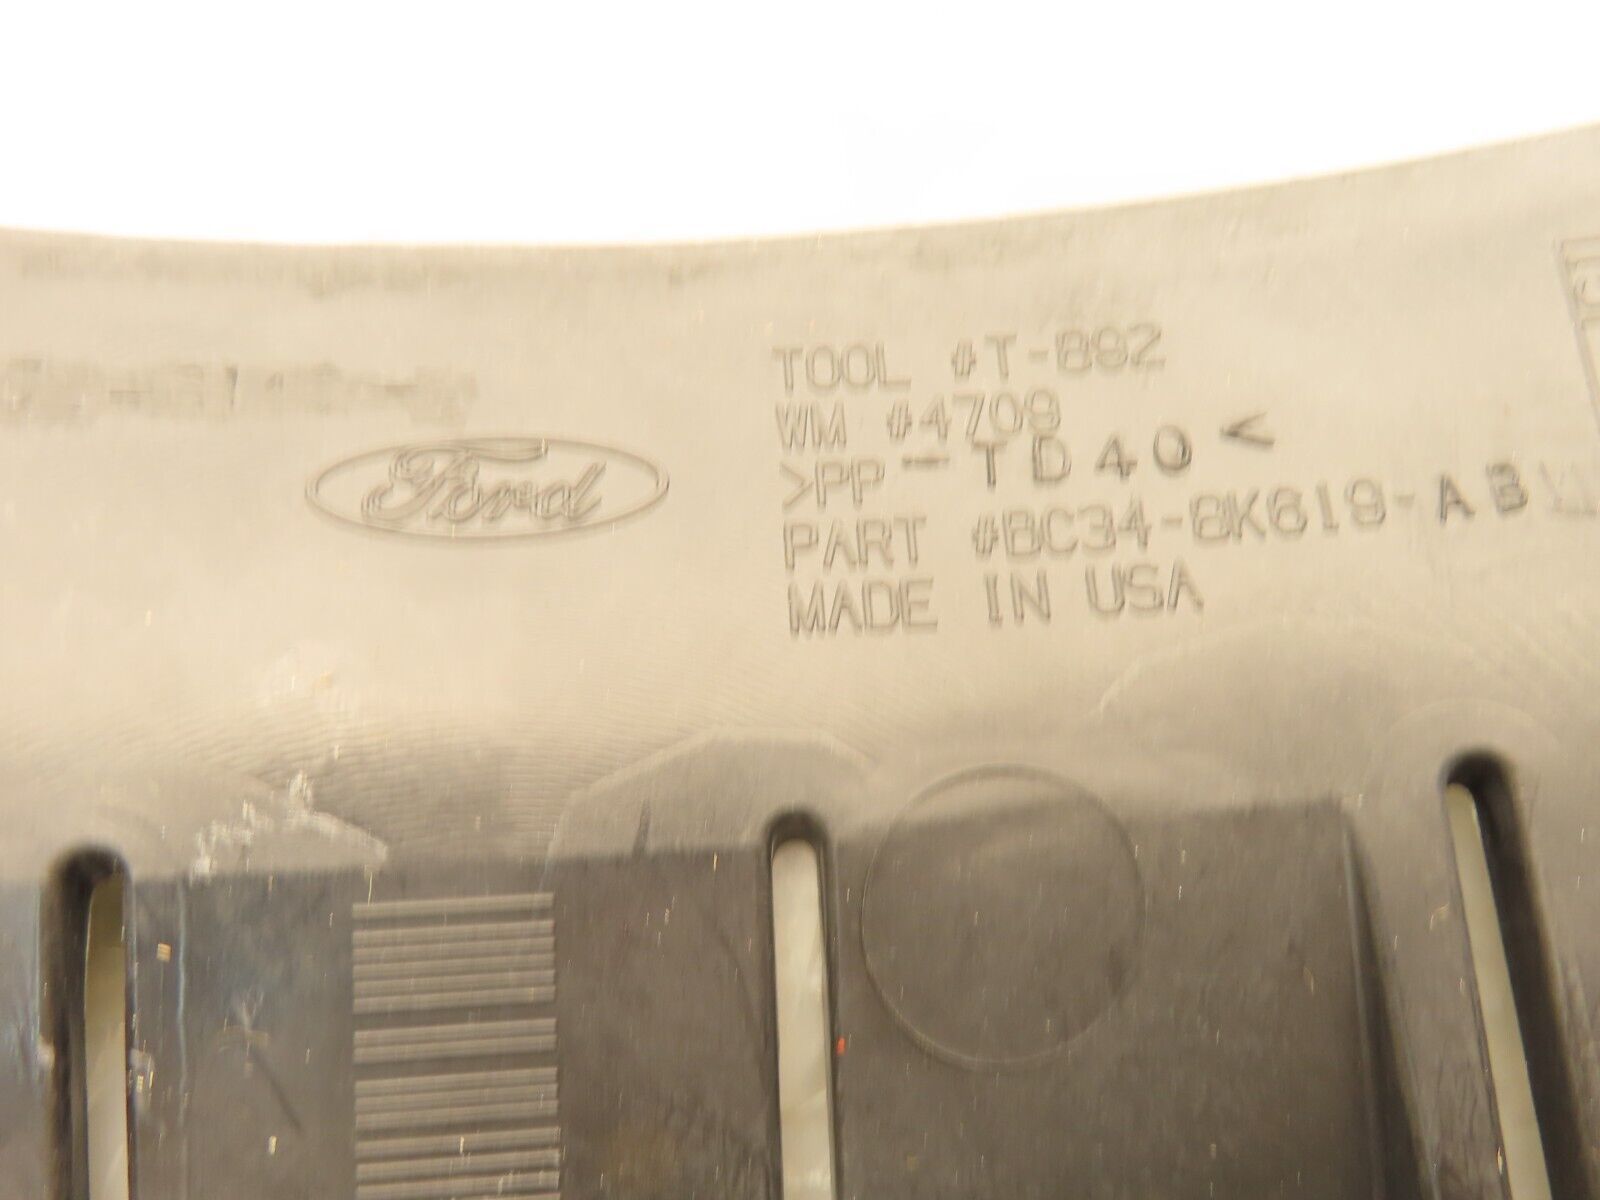 Ford
TOOL #T-892
WM #4709
>PP-TD40<
PART #BC34-8K619-AB
MADE IN USA